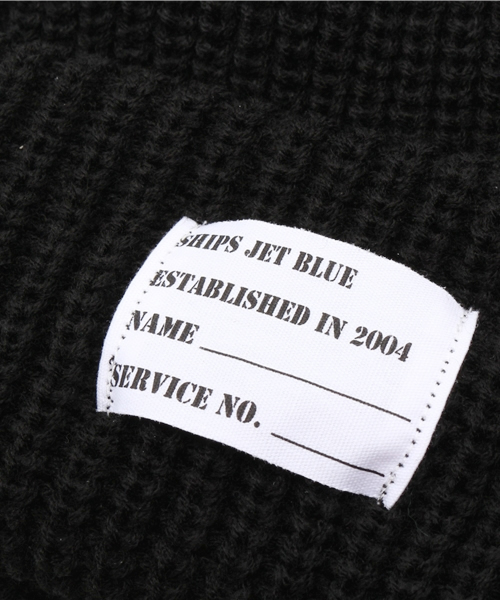 SHIPS JET BLUE
ESTABLISHED IN 2004
NAME
SERVICE NO.